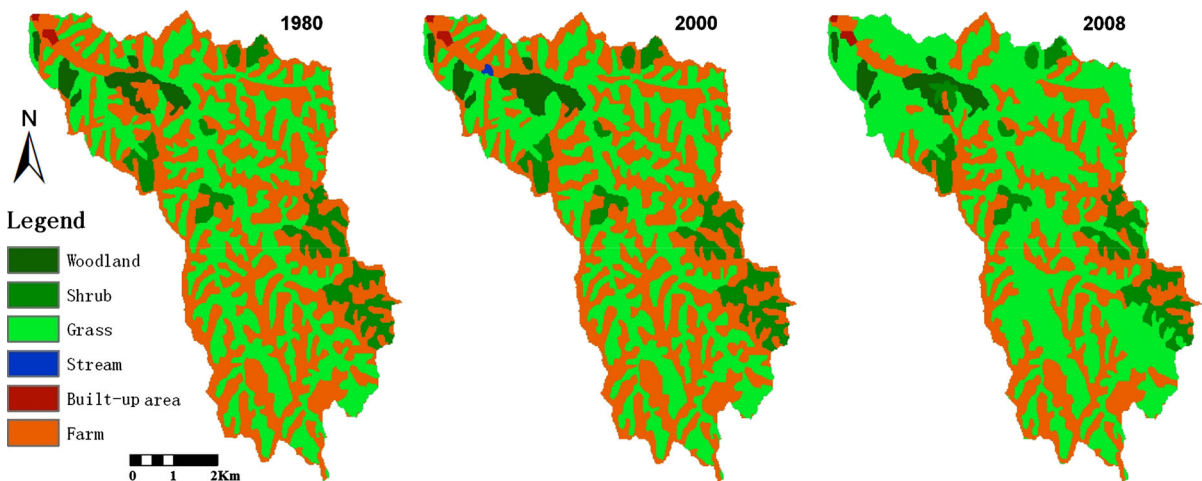 1980
2000
2008
N
Legend
Woodland
Shrub
Grass
Stream
Built-up area
Farm
0 1 2Km